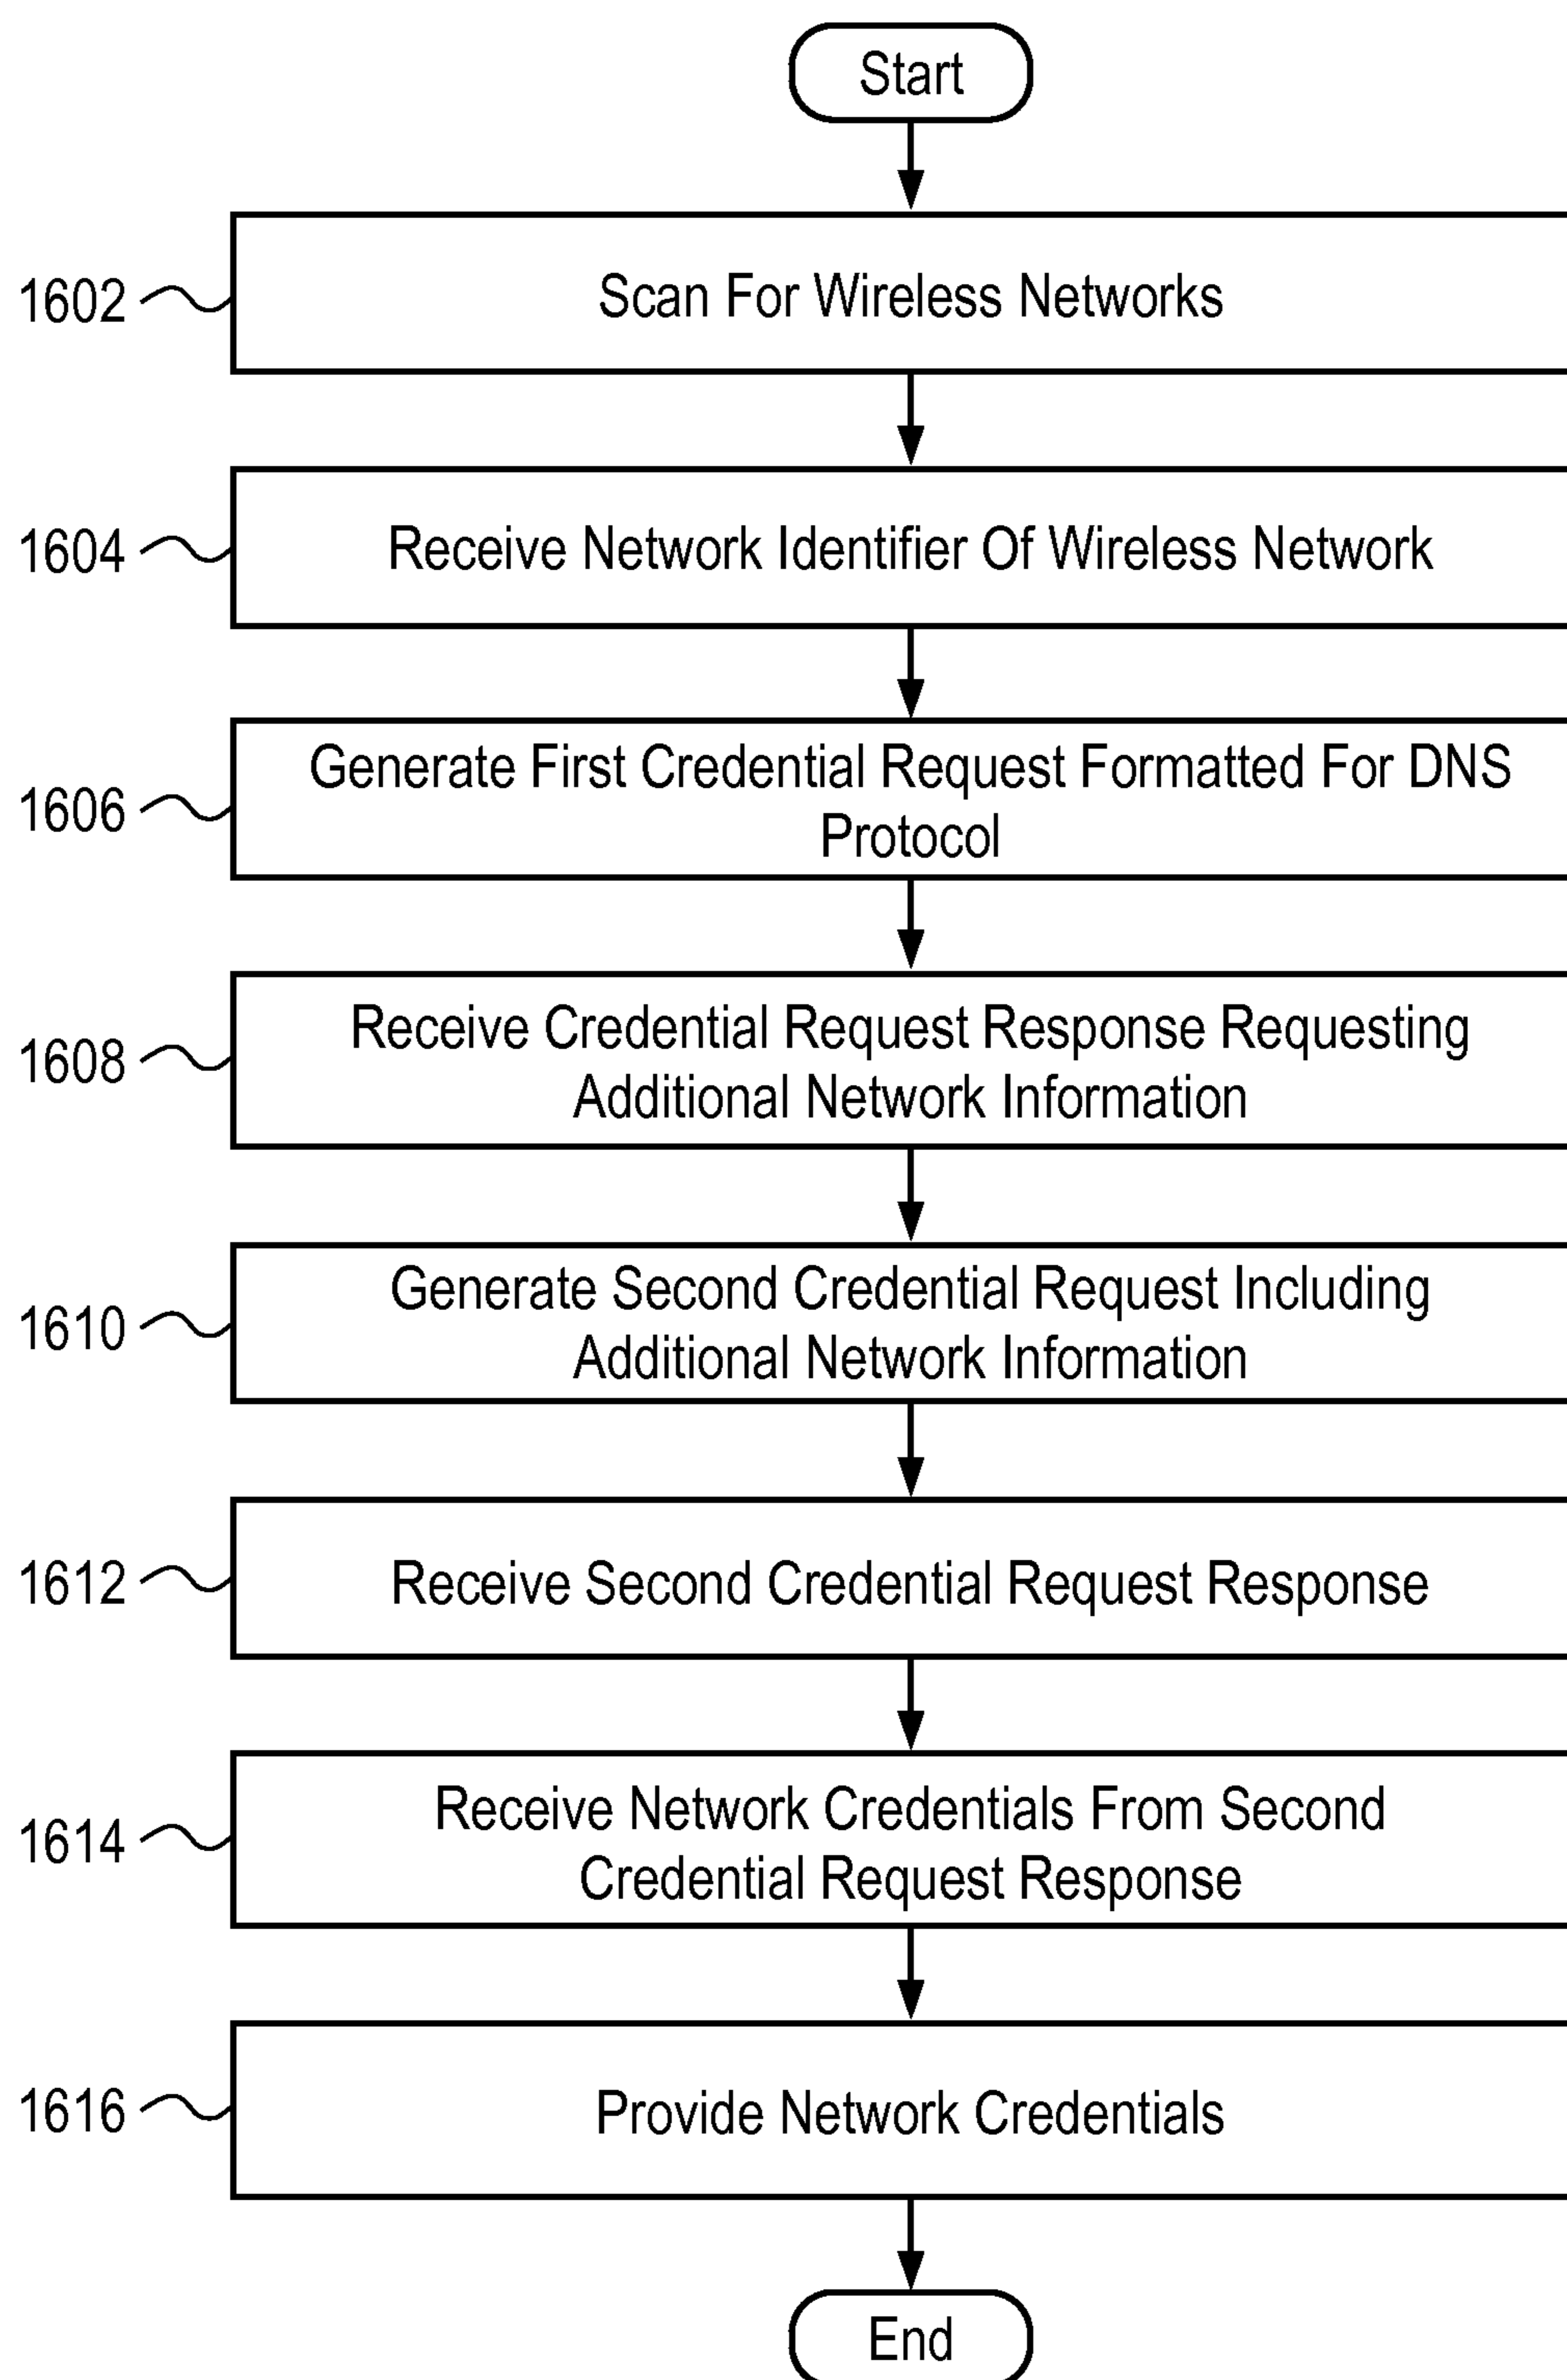 Start
1602
Scan For Wireless Networks
1604
Receive Network Identifier Of Wireless Network
1606
Generate First Credential Request Formatted For DNS
Protocol
1608
Receive Credential Request Response Requesting
Additional Network Information
1610
Generate Second Credential Request Including
Additional Network Information
1612
Receive Second Credential Request Response
1614
Receive Network Credentials From Second
Credential Request Response
1616
Provide Network Credentials
End